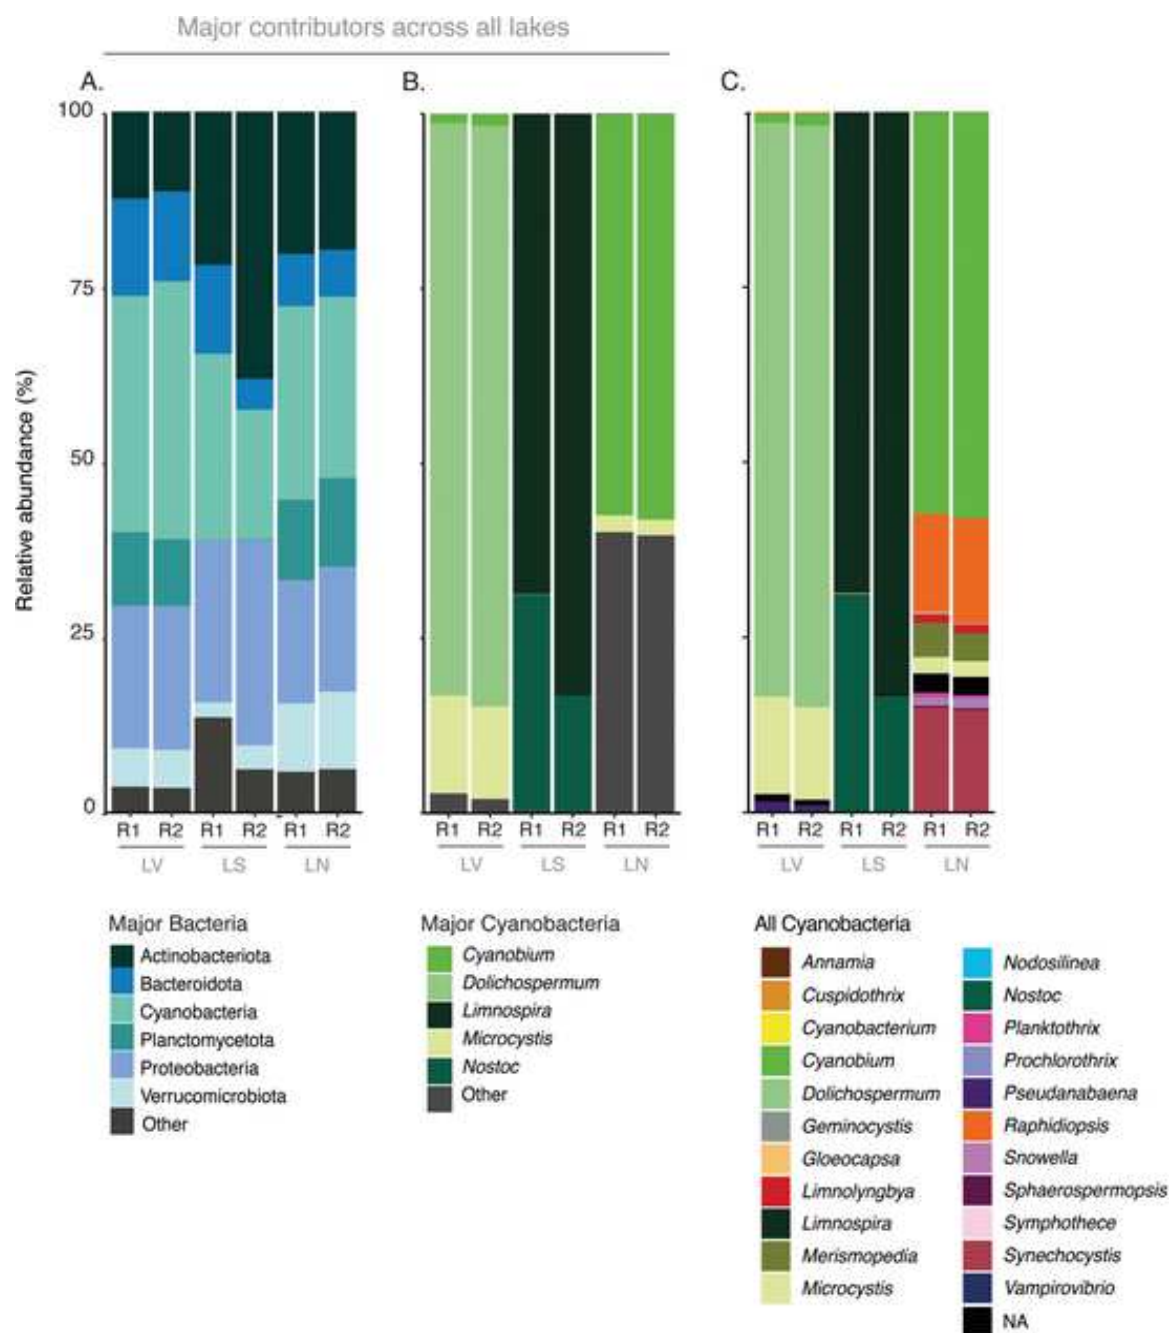 Major contributors across all lakes
A. B. C.
100
75
50
25
0
Relative abundance (%)
R1 R2 R1 R2 R1 R2 R1 R2 R1 R2 R1 R2 R1 R2 R1 R2 R1 R2
LV LS LN LV LS LN LV LS LN
Major Bacteria
Actinobacteriota
Bacteroidota
Cyanobacteria
Planctomycetota
Proteobacteria
Verrucomicrobiota
Other
Major Cyanobacteria
Cyanobium
Dolichospermum
Limnospira
Microcystis
Nostoc
Other
All Cyanobacteria
Annamia
Cuspidothrix
Cyanobacterium
Cyanobium
Dolichospermum
Geminocystis
Gloeocapsa
Limnolyngbya
Limnospira
Merismopedia
Microcystis
Nodosilinea
Nostoc
Planktothrix
Prochlorothrix
Pseudanabaena
Raphidiopsis
Snowella
Sphaerospermopsis
Symphothece
Synechocystis
Vampirovibrio
NA